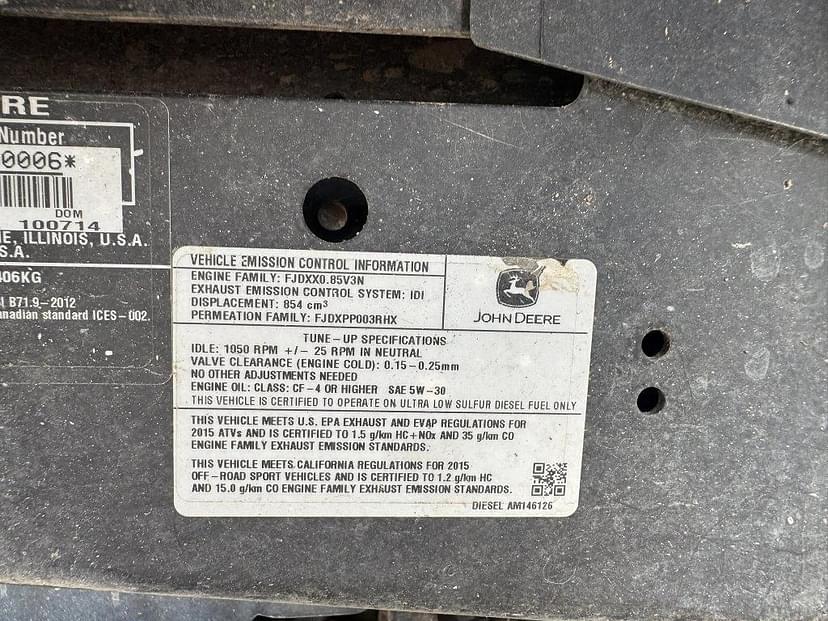 RE
Number
0006*
DOM
100714
E, ILLINOIS, U.S.A.
S.A.
406KG
I B71.9-2012
anadian standard ICES-002.
VEHICLE EMISSION CONTROL INFORMATION
ENGINE FAMILY: FJDXX0.85V3N
EXHAUST EMISSION CONTROL SYSTEM: IDI
DISPLACEMENT: 854 cm³
PERMEATION FAMILY: FJDXPP003RHX
JOHN DEERE
TUNE-UP SPECIFICATIONS
IDLE: 1050 RPM +/- 25 RPM IN NEUTRAL
VALVE CLEARANCE (ENGINE COLD): 0.15-0.25mm
NO OTHER ADJUSTMENTS NEEDED
ENGINE OIL: CLASS: CF-4 OR HIGHER SAE 5W-30
THIS VEHICLE IS CERTIFIED TO OPERATE ON ULTRA LOW SULFUR DIESEL FUEL ONLY
THIS VEHICLE MEETS U.S. EPA EXHAUST AND EVAP REGULATIONS FOR
2015 ATVs AND IS CERTIFIED TO 1.5 g/km HC+NOx AND 35 g/km CO
ENGINE FAMILY EXHAUST EMISSION STANDARDS.
THIS VEHICLE MEETS CALIFORNIA REGULATIONS FOR 2015
OFF-ROAD SPORT VEHICLES AND IS CERTIFIED TO 1.2 g/km HC
AND 15.0 g/km CO ENGINE FAMILY EXHAUST EMISSION STANDARDS.
DIESEL AM146126